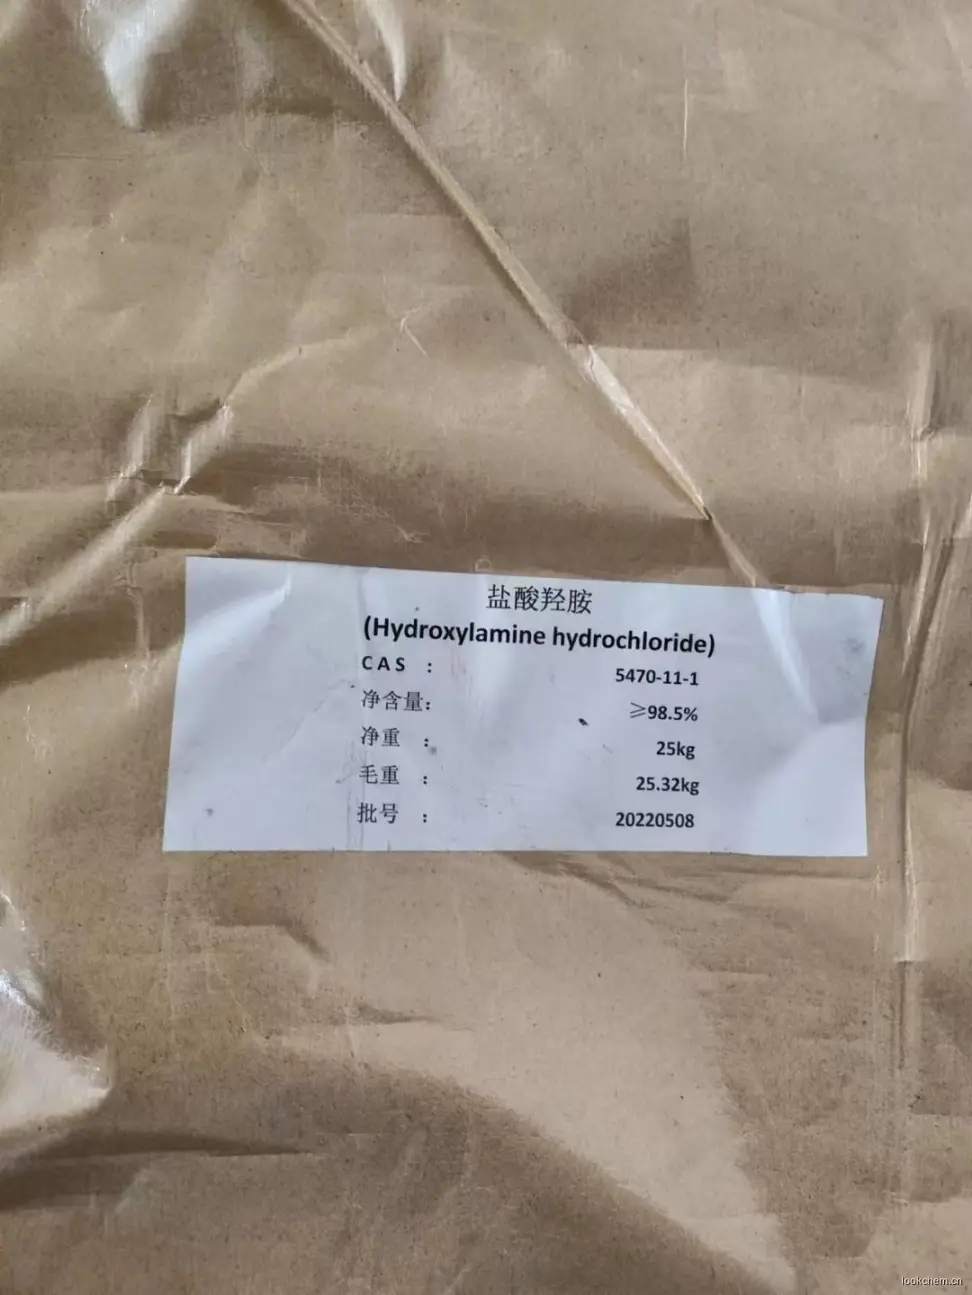 盐酸羟胺
(Hydroxylamine hydrochloride)
CAS : 5470-11-1
净含量: ≥98.5%
净重 : 25kg
毛重 : 25.32kg
批号 : 20220508
lookchem.cn